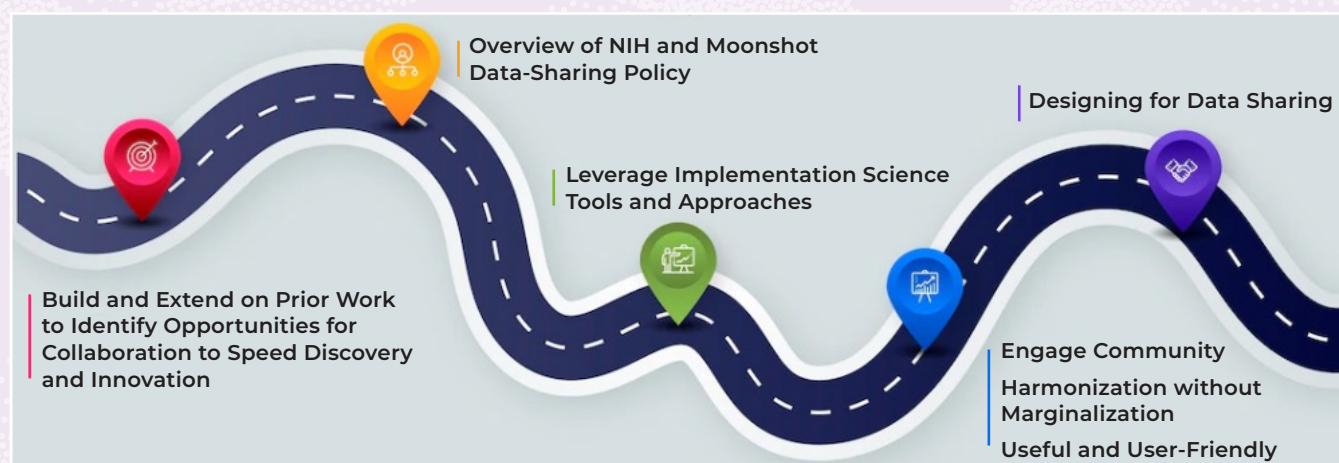 Overview of NIH and Moonshot
Data-Sharing Policy
Designing for Data Sharing
Leverage Implementation Science
Tools and Approaches
Build and Extend on Prior Work
to Identify Opportunities for
Collaboration to Speed Discovery
and Innovation
Engage Community
Harmonization without
Marginalization
Useful and User-Friendly